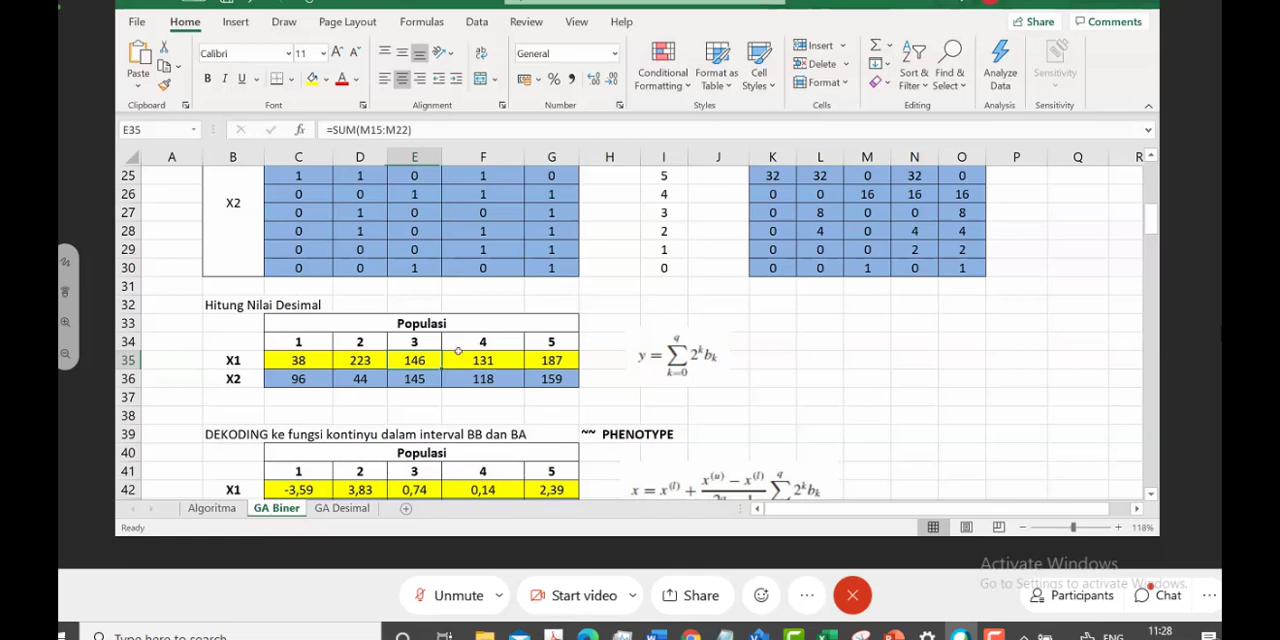 File Home Insert Draw Page Layout Formulas Data Review View Help Share Comments
Calibri 11 A A ab General Insert Σ
Paste B I U A % Conditional Formatting Format as Table Cell Styles Delete Format Sort & Filter Find & Select Analyze Data Sensitivity
Clipboard Font Alignment Number Styles Cells Editing Analysis Sensitivity
E35 fx =SUM(M15:M22)
A B C D E F G H I J K L M N O P Q R
25 1 1 0 1 0 5 32 32 0 32 0
26 X2 0 0 1 1 1 4 0 0 16 16 16
27 0 1 0 0 1 3 0 8 0 0 8
28 0 1 0 1 1 2 0 4 0 4 4
29 0 0 0 1 1 1 0 0 0 2 2
30 0 0 1 0 1 0 0 0 1 0 1
31
32 Hitung Nilai Desimal
33 Populasi
34 1 2 3 4 5
35 X1 38 223 146 131 187 y = Σ 2^k b_k q k=0
36 X2 96 44 145 118 159
37
38
39 DEKODING ke fungsi kontinyu dalam interval BB dan BA ~~ PHENOTYPE
40 Populasi
41 1 2 3 4 5
42 X1 -3,59 3,83 0,74 0,14 2,39 x = x^(l) + x^(u) − x^(l) Σ 2^k b_k q
Algoritma GA Biner GA Desimal
Ready 118%
Activate Windows
Go to Settings to activate Windows.
Unmute Start video Share Participants Chat
Type here to search ENG 11:28